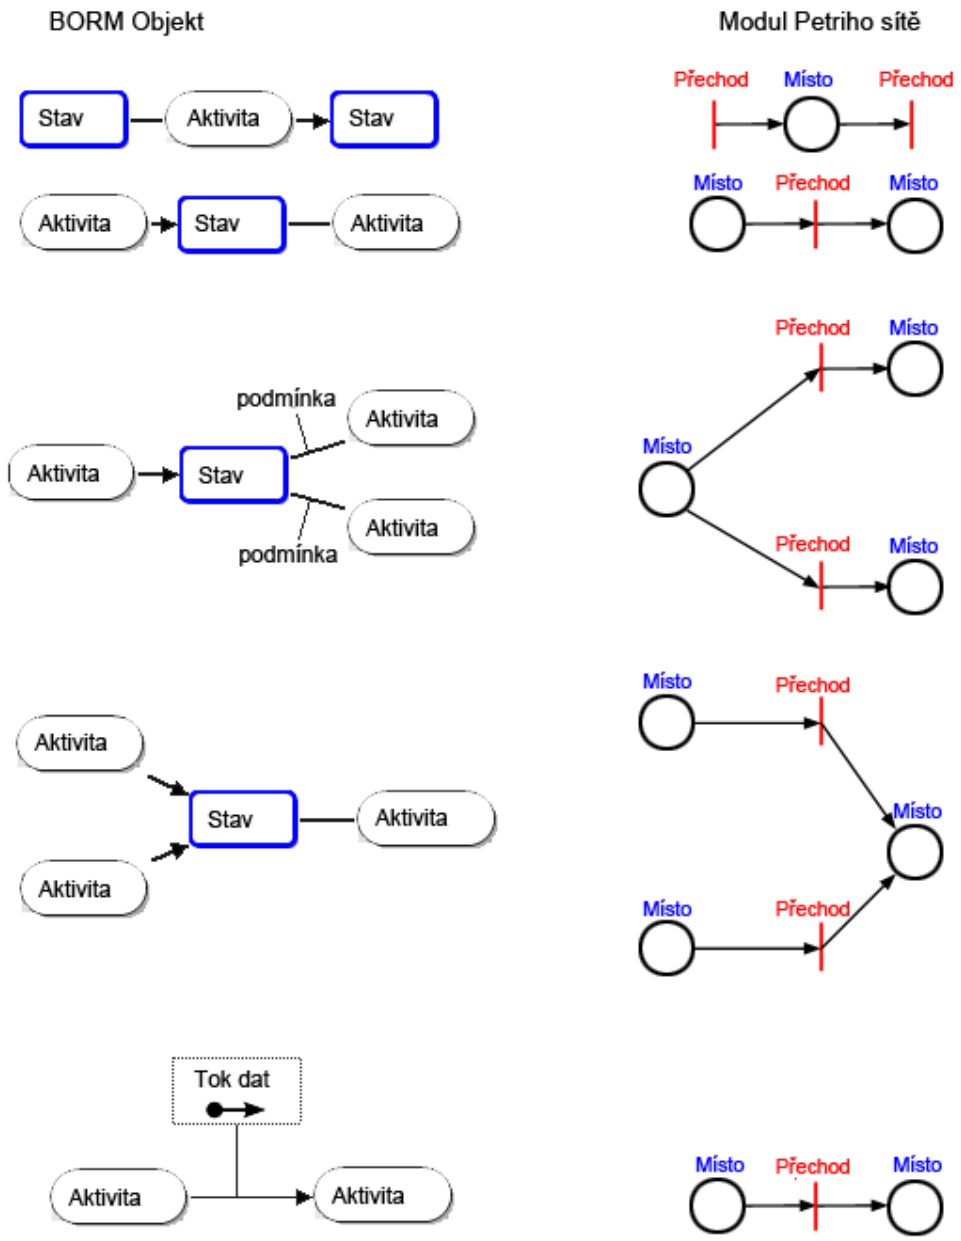 BORM Objekt
Modul Petriho sítě
Stav
Aktivita
Stav
Přechod
Místo
Přechod
Aktivita
Stav
Aktivita
Místo
Přechod
Místo
podmínka
Aktivita
Aktivita
Stav
podmínka
Aktivita
Přechod
Místo
Místo
Přechod
Místo
Aktivita
Stav
Aktivita
Aktivita
Místo
Přechod
Místo
Místo
Přechod
Tok dat
Aktivita
Aktivita
Místo
Přechod
Místo